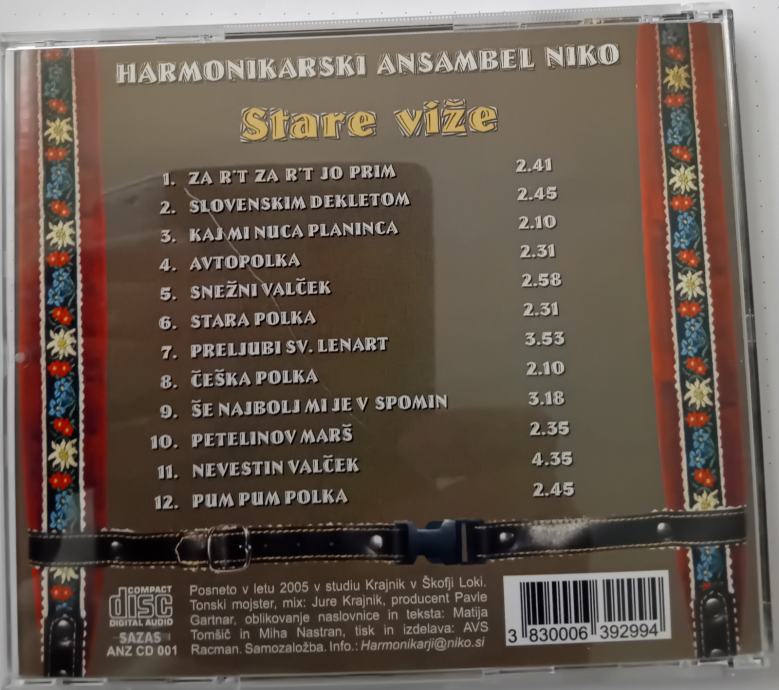 HARMONIKARSKI ANSAMBEL NIKO
Stare viže
1. ZA R'T ZA R'T JO PRIM 2.41
2. SLOVENSKIM DEKLETOM 2.45
3. KAJ MI NUCA PLANINCA 2.10
4. AVTOPOLKA 2.31
5. SNEŽNI VALČEK 2.58
6. STARA POLKA 2.31
7. PRELJUBI SV. LENART 3.53
8. ČEŠKA POLKA 2.10
9. ŠE NAJBOLJ MI JE V SPOMIN 3.18
10. PETELINOV MARŠ 2.35
11. NEVESTIN VALČEK 4.35
12. PUM PUM POLKA 2.45
COMPACT
disc
DIGITAL AUDIO
SAZAS
ANZ CD 001
Posneto v letu 2005 v studiu Krajnik v Škofji Loki.
Tonski mojster, mix: Jure Krajnik, producent Pavle
Gartnar, oblikovanje naslovnice in teksta: Matija
Tomšič in Miha Nastran, tisk in izdelava: AVS
Racman. Samozaložba. Info.: Harmonikarji@niko.si
3 830006 392994